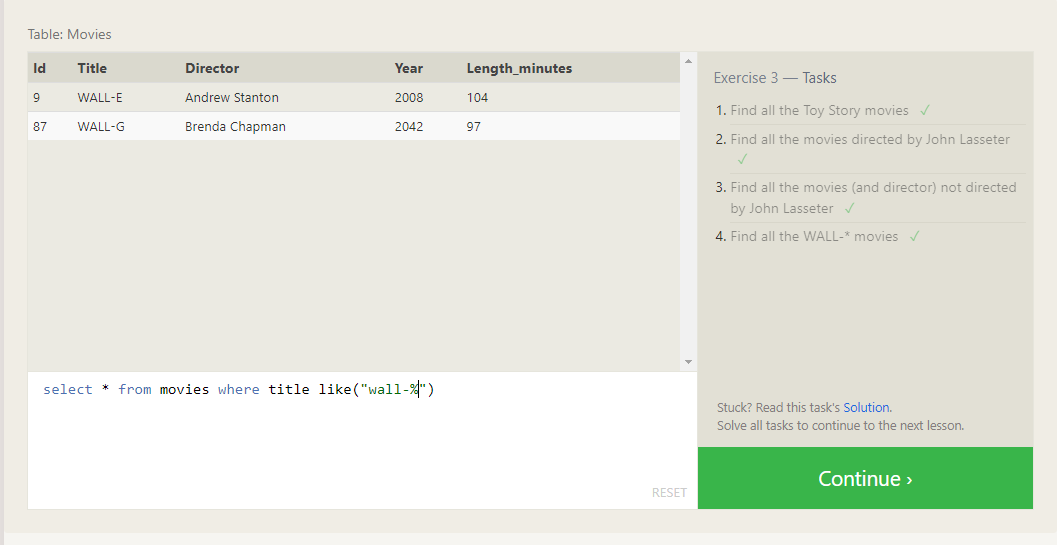 Table: Movies
Id Title Director Year Length_minutes
9 WALL-E Andrew Stanton 2008 104
87 WALL-G Brenda Chapman 2042 97
select * from movies where title like("wall-%")
RESET
Exercise 3 — Tasks
1. Find all the Toy Story movies ✓
2. Find all the movies directed by John Lasseter
✓
3. Find all the movies (and director) not directed
by John Lasseter ✓
4. Find all the WALL-* movies ✓
Stuck? Read this task's Solution.
Solve all tasks to continue to the next lesson.
Continue ›